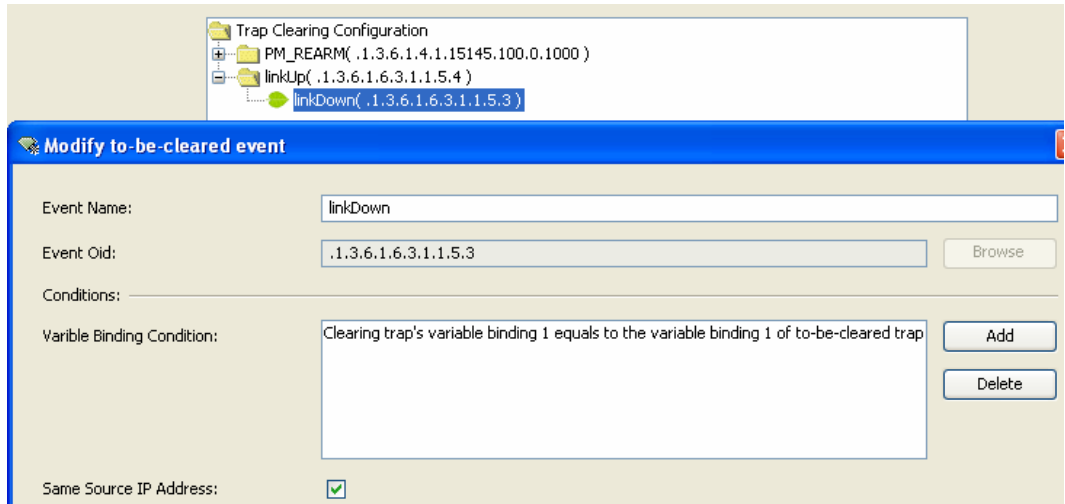 Trap Clearing Configuration
PM_REARM( .1.3.6.1.4.1.15145.100.0.1000 )
linkUp( .1.3.6.1.6.3.1.1.5.4 )
linkDown( .1.3.6.1.6.3.1.1.5.3 )
Modify to-be-cleared event
Event Name: linkDown
Event Oid: .1.3.6.1.6.3.1.1.5.3 Browse
Conditions:
Varible Binding Condition: Clearing trap's variable binding 1 equals to the variable binding 1 of to-be-cleared trap Add
Delete
Same Source IP Address: